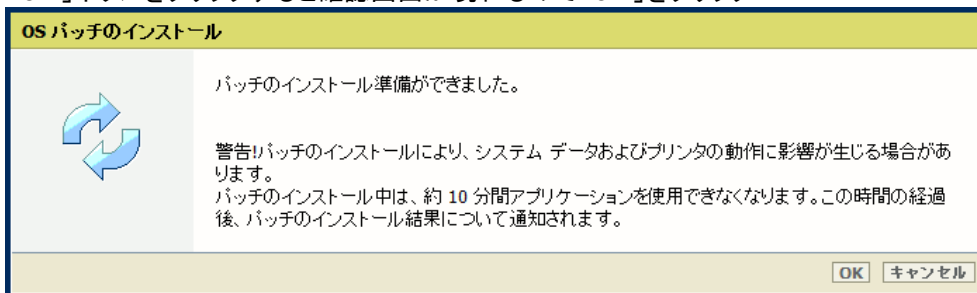 OS パッチのインストール
パッチのインストール準備ができました。
警告!パッチのインストールにより、システム データおよびプリンタの動作に影響が生じる場合があ
ります。
パッチのインストール中は、約 10 分間アプリケーションを使用できなくなります。この時間の経過
後、パッチのインストール結果について通知されます。
OK キャンセル